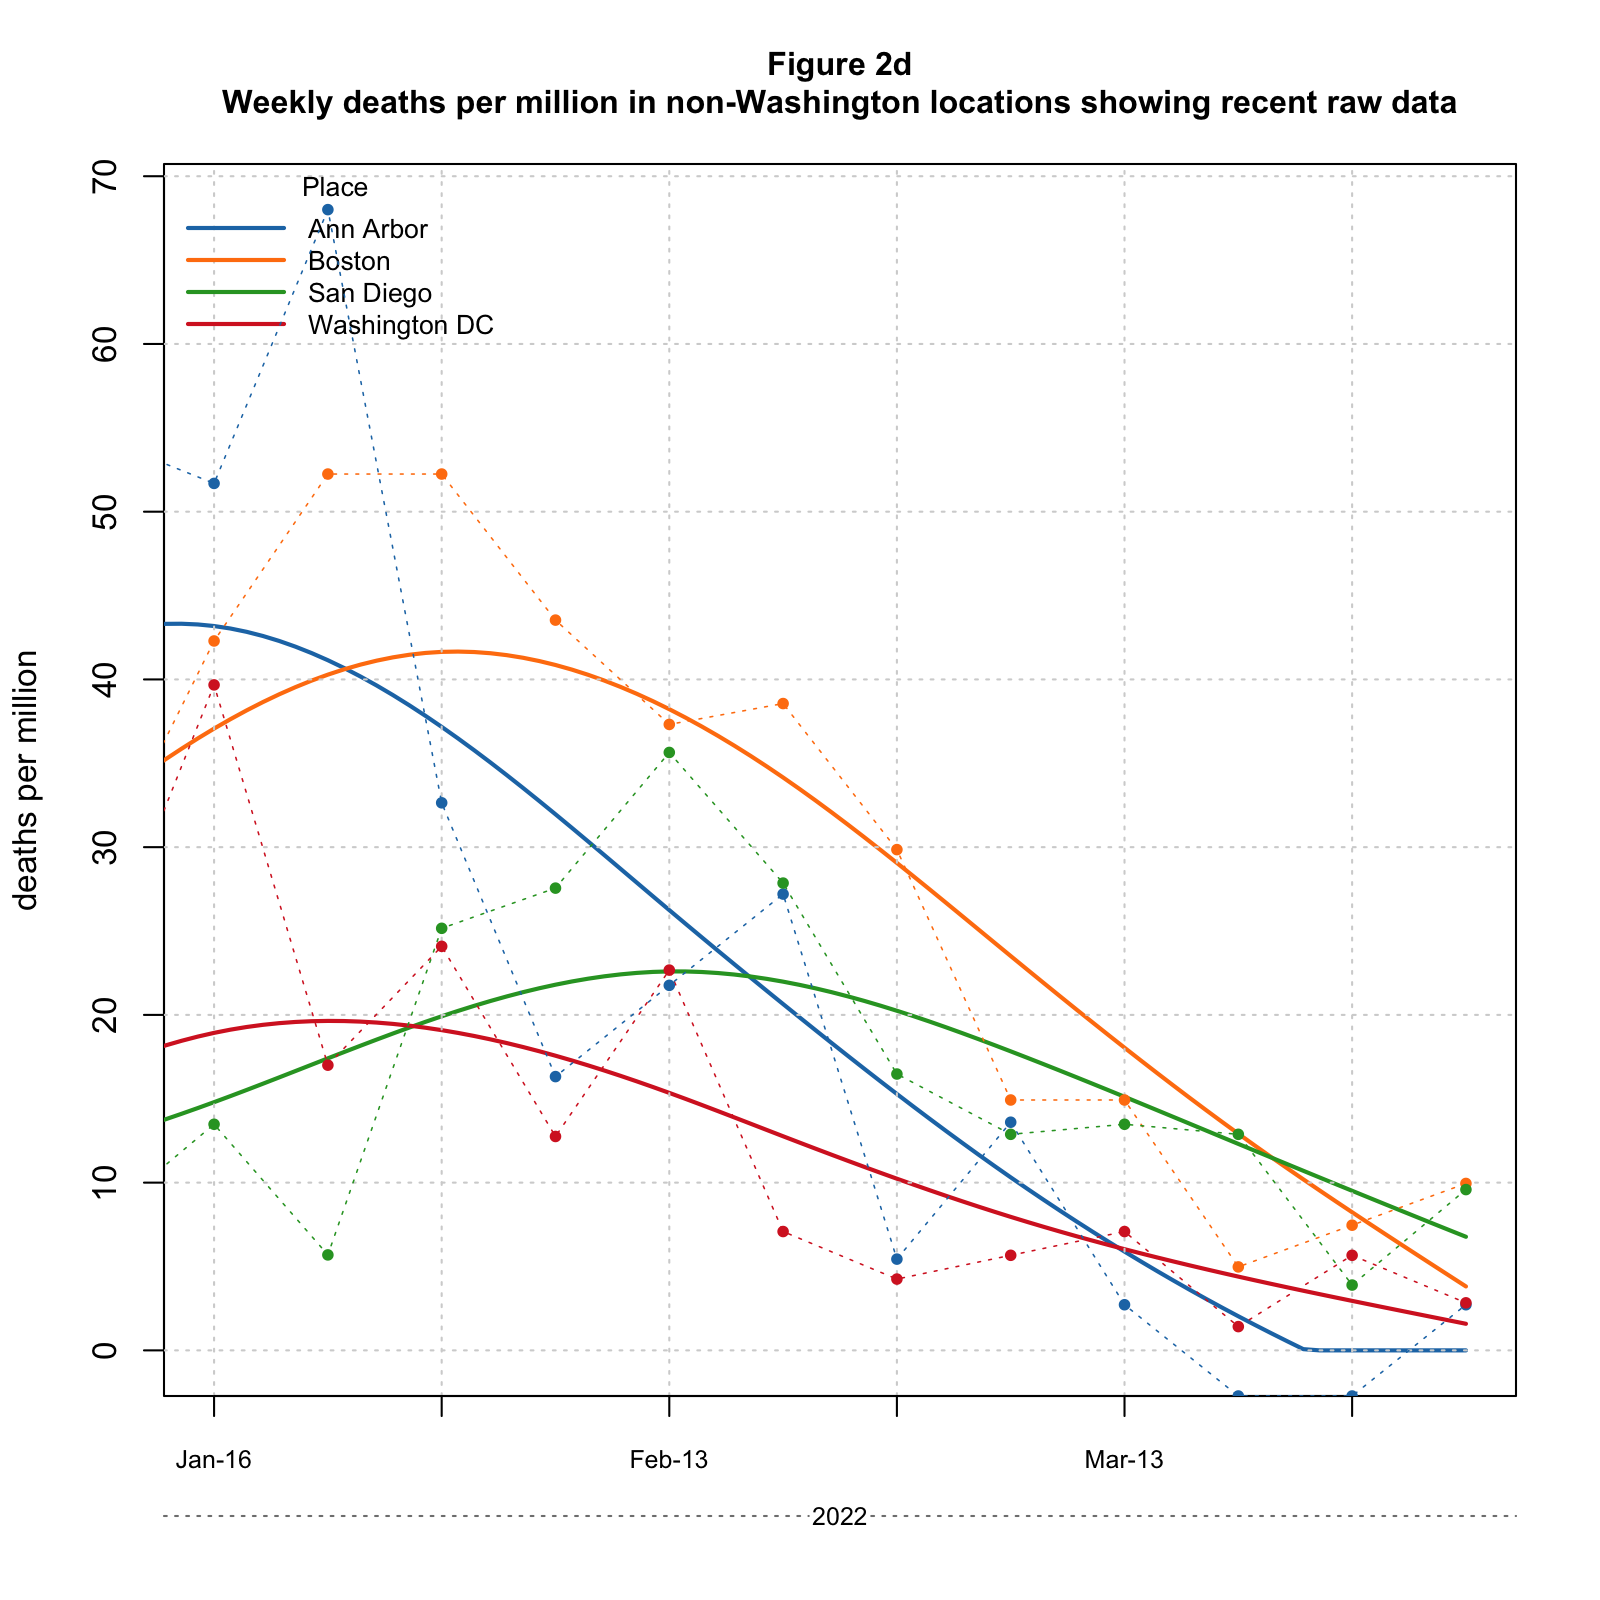 Figure 2d
Weekly deaths per million in non-Washington locations showing recent raw data
Place
Ann Arbor
Boston
San Diego
Washington DC
70
60
50
40
30
20
10
0
deaths per million
Jan-16
Feb-13
Mar-13
2022